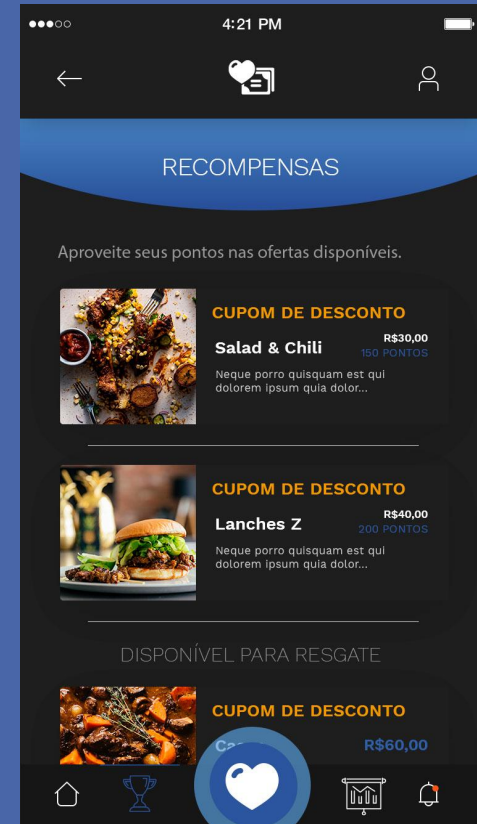 4:21 PM
RECOMPENSAS
Aproveite seus pontos nas ofertas disponíveis.
CUPOM DE DESCONTO
Salad & Chili
R$30,00
150 PONTOS
Neque porro quisquam est qui
dolorem ipsum quia dolor...
CUPOM DE DESCONTO
Lanches Z
R$40,00
200 PONTOS
Neque porro quisquam est qui
dolorem ipsum quia dolor...
DISPONÍVEL PARA RESGATE
CUPOM DE DESCONTO
R$60,00